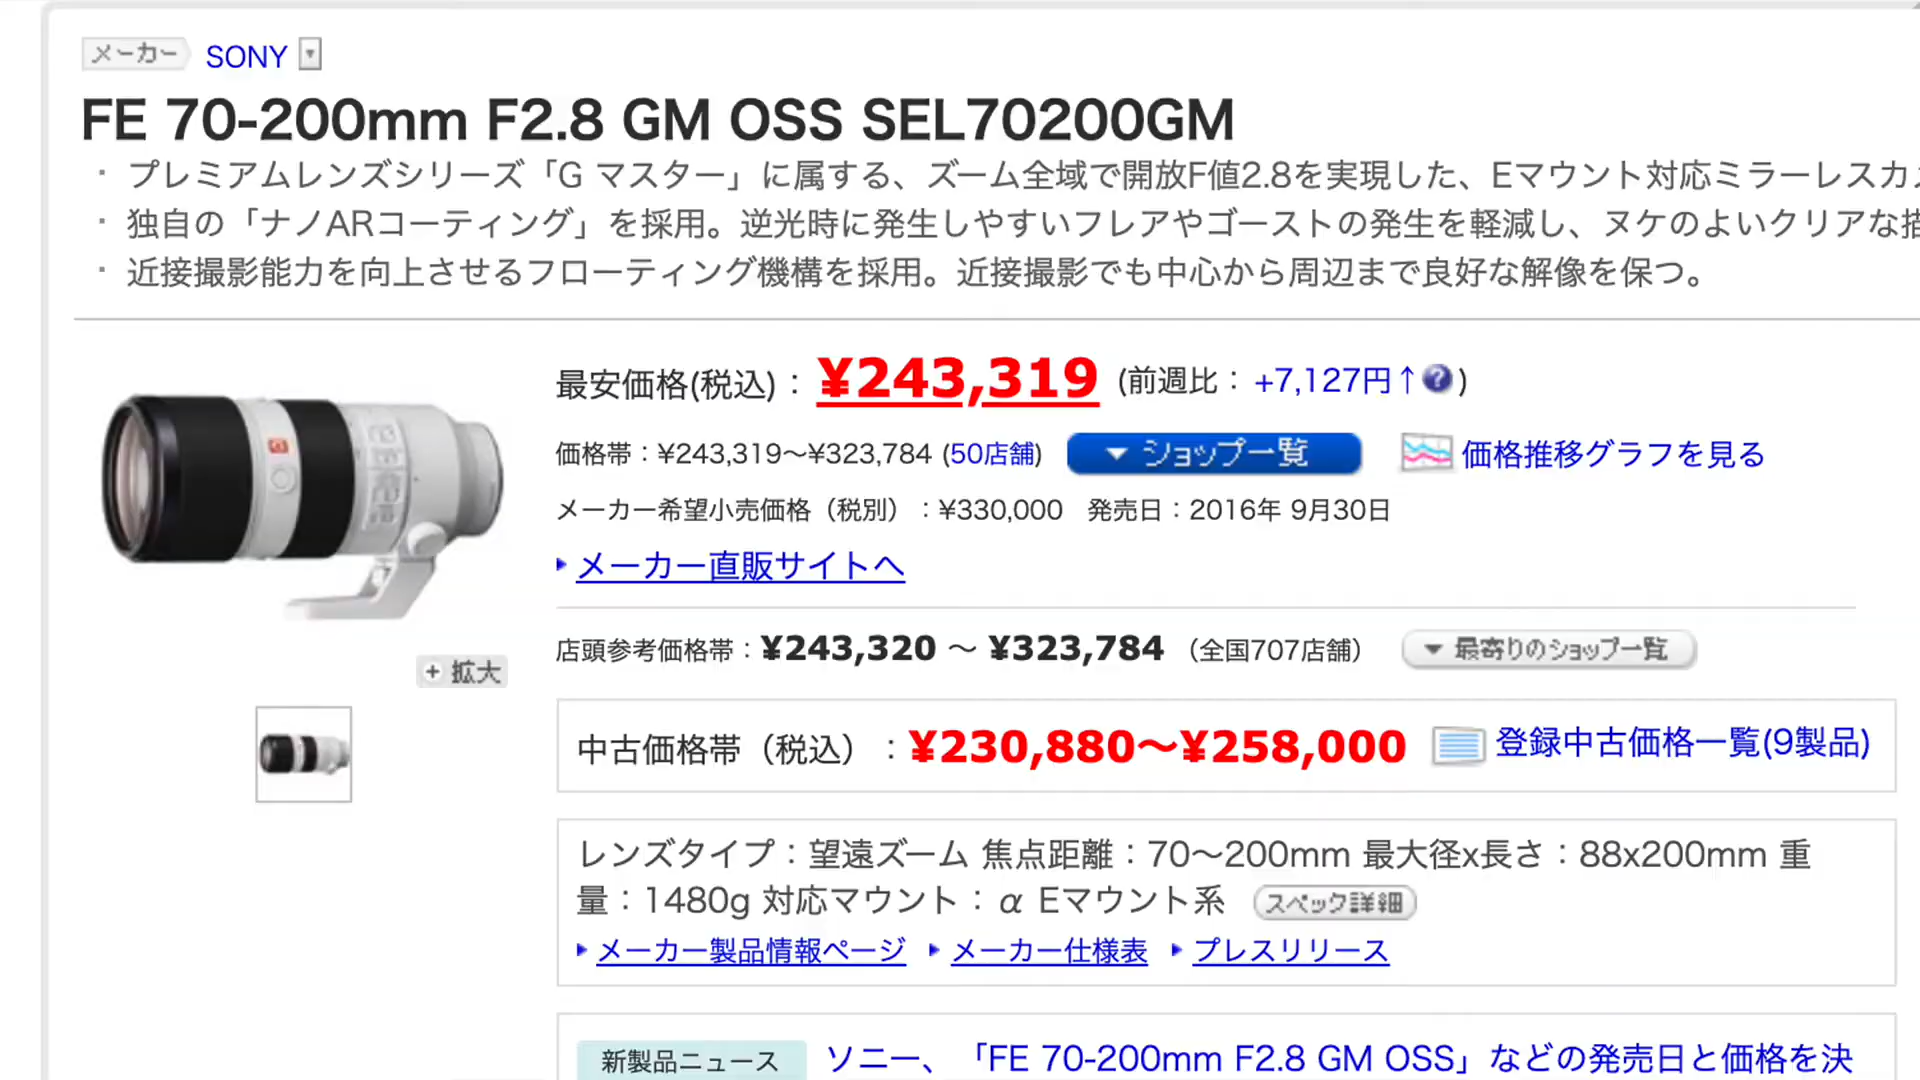 メーカー SONY
FE 70-200mm F2.8 GM OSS SEL70200GM
・ プレミアムレンズシリーズ「G マスター」に属する、ズーム全域で開放F値2.8を実現した、Eマウント対応ミラーレスカメ
・ 独自の「ナノARコーティング」を採用。逆光時に発生しやすいフレアやゴーストの発生を軽減し、ヌケのよいクリアな描
・ 近接撮影能力を向上させるフローティング機構を採用。近接撮影でも中心から周辺まで良好な解像を保つ。
最安価格(税込)： ¥243,319 (前週比： +7,127円↑ ? )
価格帯：¥243,319～¥323,784 (50店舗) ▼ ショップ一覧 価格推移グラフを見る
メーカー希望小売価格（税別）：¥330,000 発売日：2016年 9月30日
メーカー直販サイトへ
店頭参考価格帯：¥243,320 ～ ¥323,784 （全国707店舗） ▼ 最寄りのショップ一覧
+ 拡大
中古価格帯（税込）：¥230,880～¥258,000 登録中古価格一覧(9製品)
レンズタイプ：望遠ズーム 焦点距離：70～200mm 最大径x長さ：88x200mm 重
量：1480g 対応マウント：α Eマウント系 スペック詳細
メーカー製品情報ページ メーカー仕様表 プレスリリース
新製品ニュース ソニー、「FE 70-200mm F2.8 GM OSS」などの発売日と価格を決